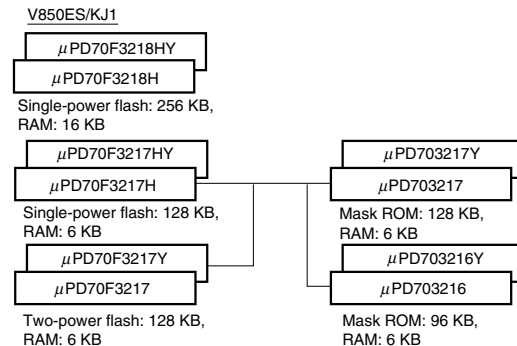 V850ES/KJ1
μPD70F3218HY
μPD70F3218H
Single-power flash: 256 KB,
RAM: 16 KB
μPD70F3217HY
μPD70F3217H
Single-power flash: 128 KB,
RAM: 6 KB
μPD703217Y
μPD703217
Mask ROM: 128 KB,
RAM: 6 KB
μPD70F3217Y
μPD70F3217
Two-power flash: 128 KB,
RAM: 6 KB
μPD703216Y
μPD703216
Mask ROM: 96 KB,
RAM: 6 KB